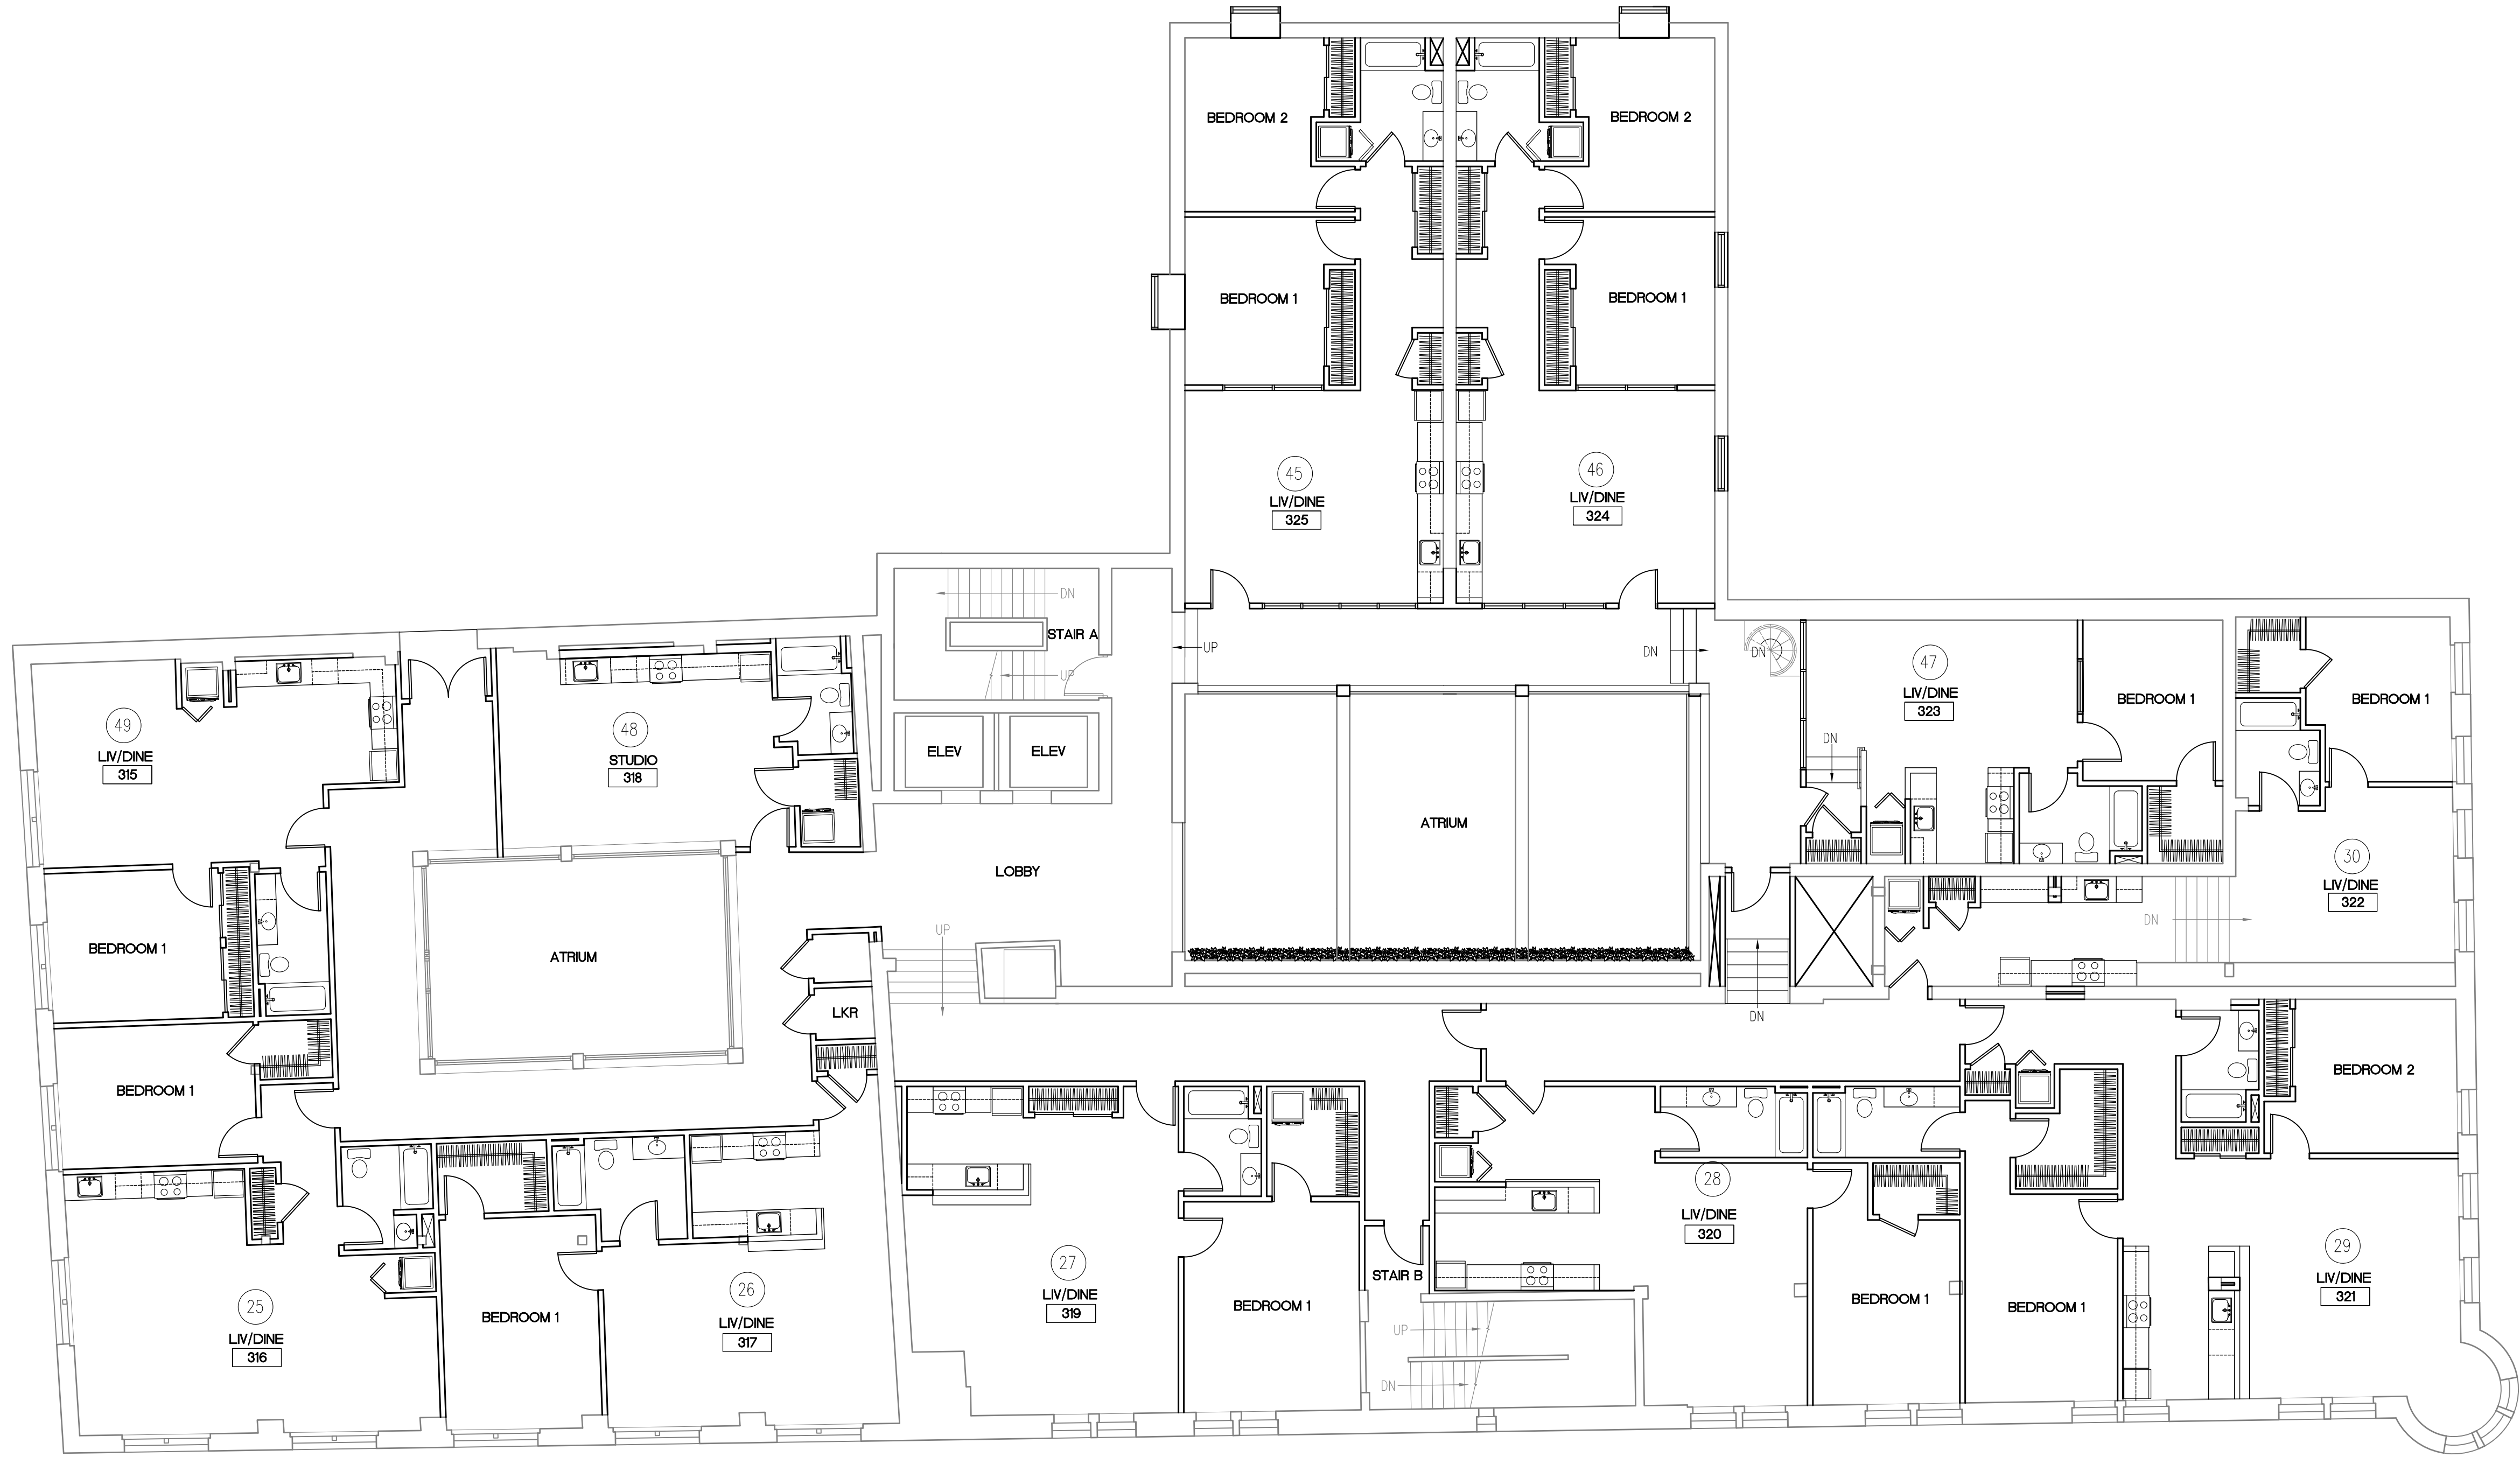 BEDROOM 2
BEDROOM 2
BEDROOM 1
BEDROOM 1
45
LIV/DINE
325
46
LIV/DINE
324
DN
STAIR A
UP
UP
DN
DN
47
LIV/DINE
323
BEDROOM 1
BEDROOM 1
DN
49
LIV/DINE
315
48
STUDIO
318
ELEV
ELEV
ATRIUM
LOBBY
30
LIV/DINE
322
DN
BEDROOM 1
ATRIUM
UP
LKR
DN
BEDROOM 1
BEDROOM 2
25
LIV/DINE
316
BEDROOM 1
26
LIV/DINE
317
27
LIV/DINE
319
BEDROOM 1
STAIR B
UP
DN
28
LIV/DINE
320
BEDROOM 1
BEDROOM 1
29
LIV/DINE
321